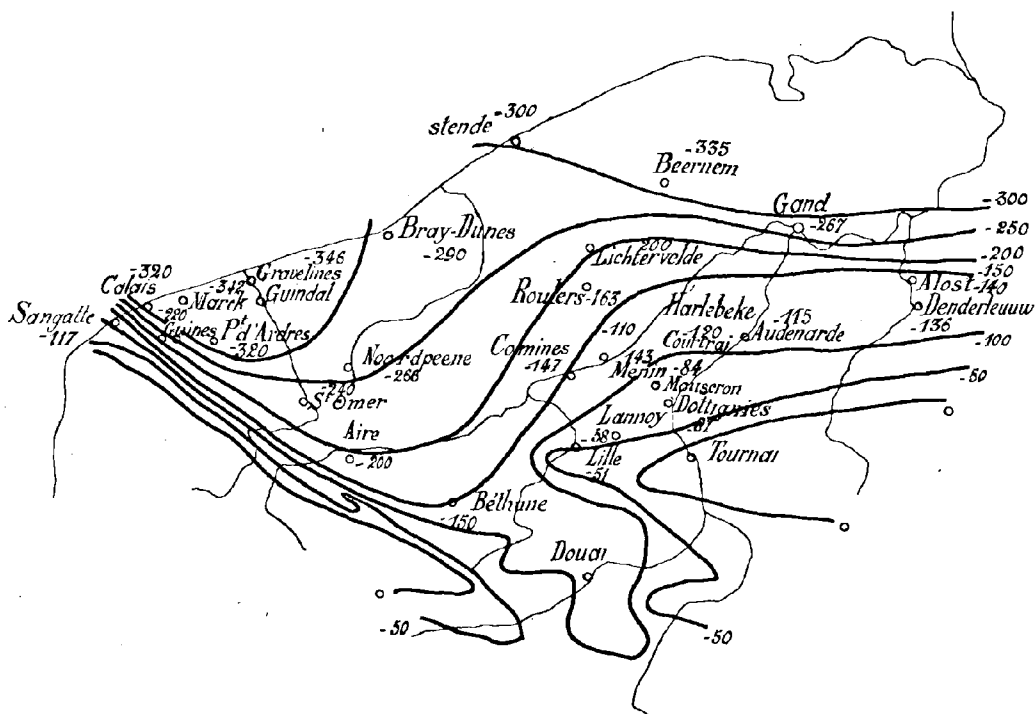 -300
stende
-335
Beernem
Gand
-267
-300
-250
-200
-150
-140
Bray-Dunes
-290
-346
Gravelines
-342
Guindal
-320
Calais
Marck
-220
Guines
Pt d'Ardres
-320
Sangatte
-117
200
Lichtervelde
Roulers -163
-110
Harlebeke
-115
Audenarde
-120
Courtrai
Alost
Denderleuw
-136
-100
-50
Noordpeene
-266
-240
St Omer
Comines
-147
-143
Menin
-84
Mouscron
Dottignies
-87
Lannoy
-58
Lille
-51
Tournai
Aire
-200
Béthune
-150
Douai
-50
-50